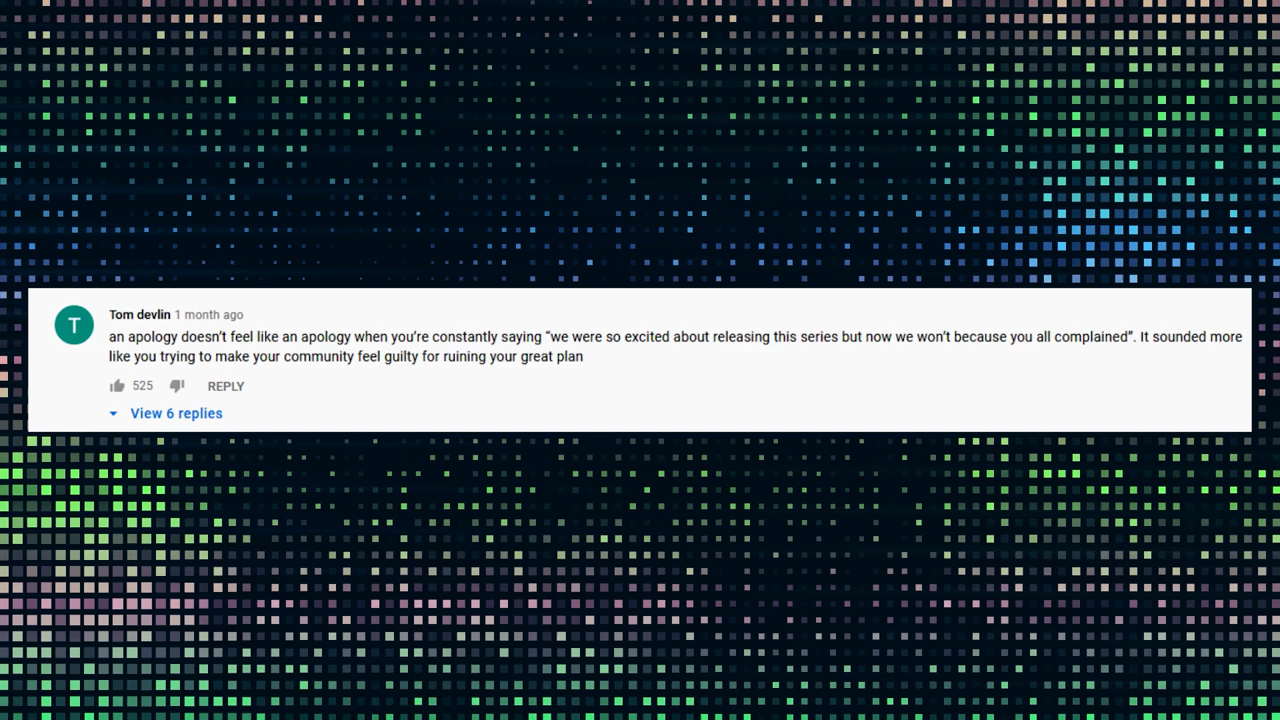 T
Tom devlin 1 month ago
an apology doesn’t feel like an apology when you’re constantly saying “we were so excited about releasing this series but now we won’t because you all complained”. It sounded more
like you trying to make your community feel guilty for ruining your great plan
525 REPLY
View 6 replies